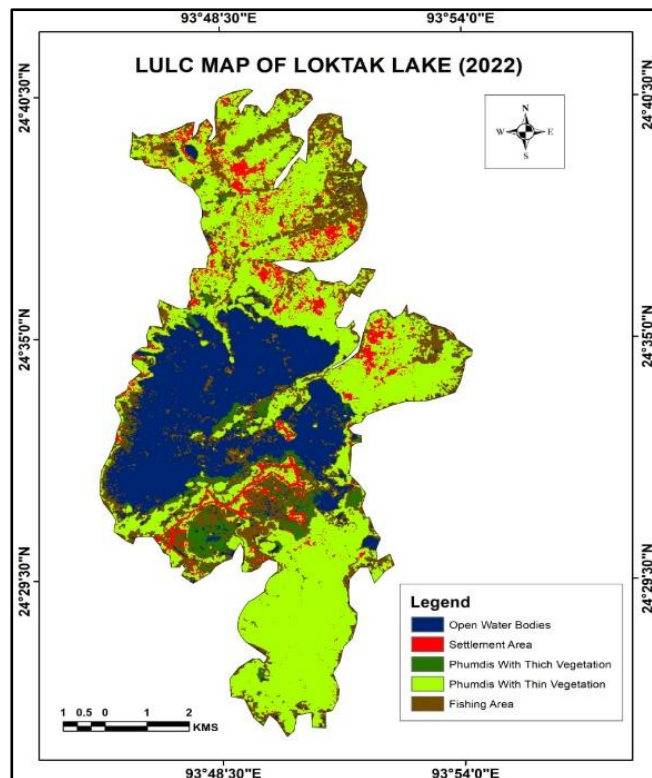 93°48'30"E 93°54'0"E
LULC MAP OF LOKTAK LAKE (2022)
24°40'30"N 24°40'30"N
N
W E
S
24°35'0"N 24°35'0"N
24°29'30"N 24°29'30"N
Legend
Open Water Bodies
Settlement Area
Phumdis With Thich Vegetation
Phumdis With Thin Vegetation
Fishing Area
1 0.5 0 1 2
KMS
93°48'30"E 93°54'0"E